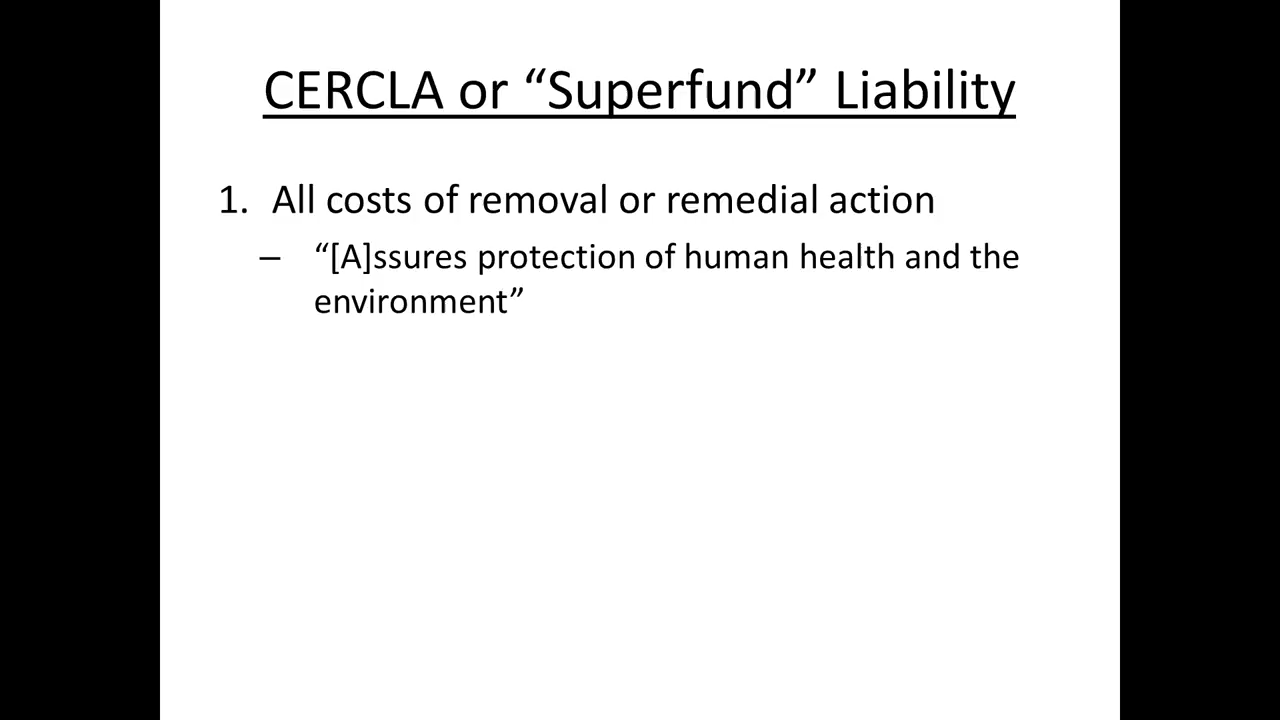 CERCLA or “Superfund” Liability
1. All costs of removal or remedial action
– “[A]ssures protection of human health and the
environment”